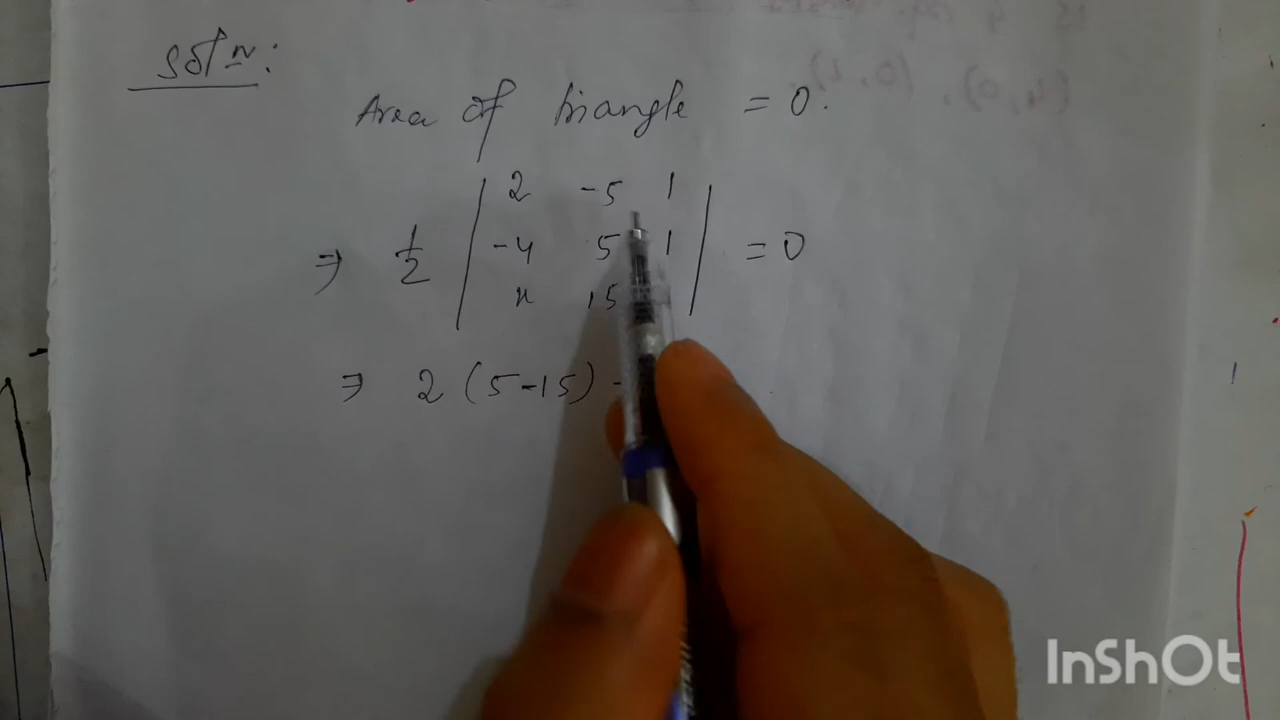 Soln:
Area of triangle = 0.
⇒ 1/2 | 2 -5 1
-4 5 1
x 15 | = 0
⇒ 2 (5-15) -
InShOt